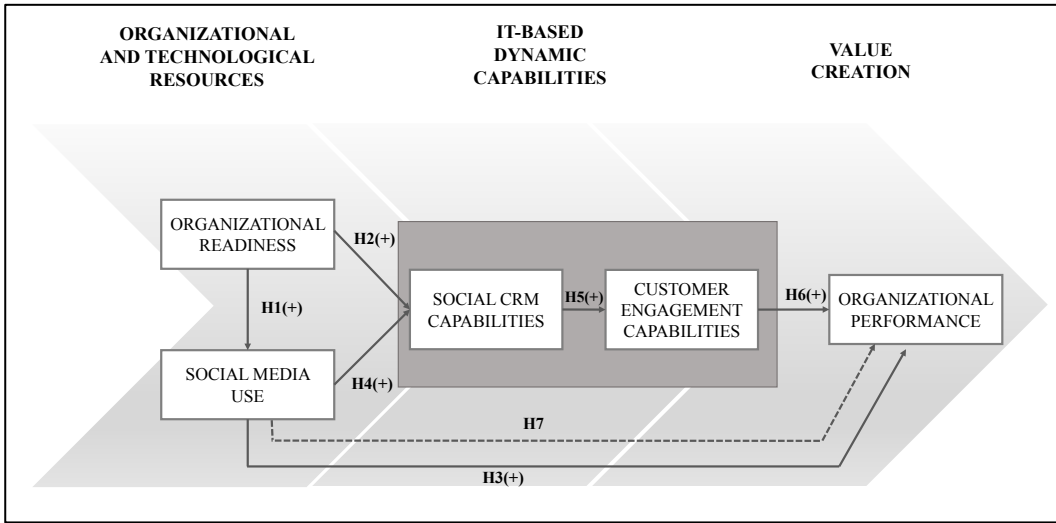 ORGANIZATIONAL
AND TECHNOLOGICAL
RESOURCES
IT-BASED
DYNAMIC
CAPABILITIES
VALUE
CREATION
ORGANIZATIONAL
READINESS
H2(+)
H1(+)
SOCIAL CRM
CAPABILITIES
H5(+)
CUSTOMER
ENGAGEMENT
CAPABILITIES
H6(+)
ORGANIZATIONAL
PERFORMANCE
SOCIAL MEDIA
USE
H4(+)
H7
H3(+)